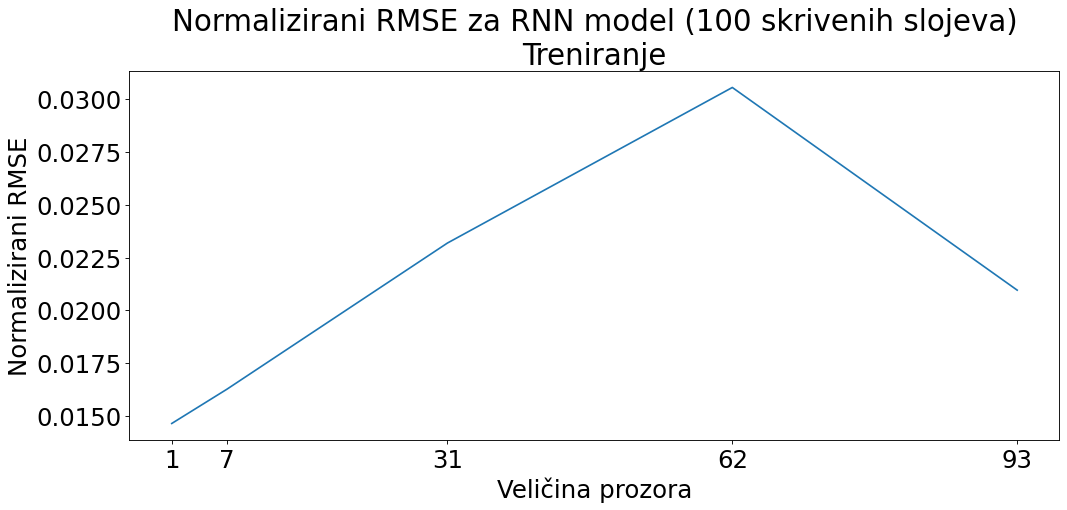 Normalizirani RMSE za RNN model (100 skrivenih slojeva)
Treniranje
Normalizirani RMSE
0.0300
0.0275
0.0250
0.0225
0.0200
0.0175
0.0150
1 7 31 62 93
Veličina prozora